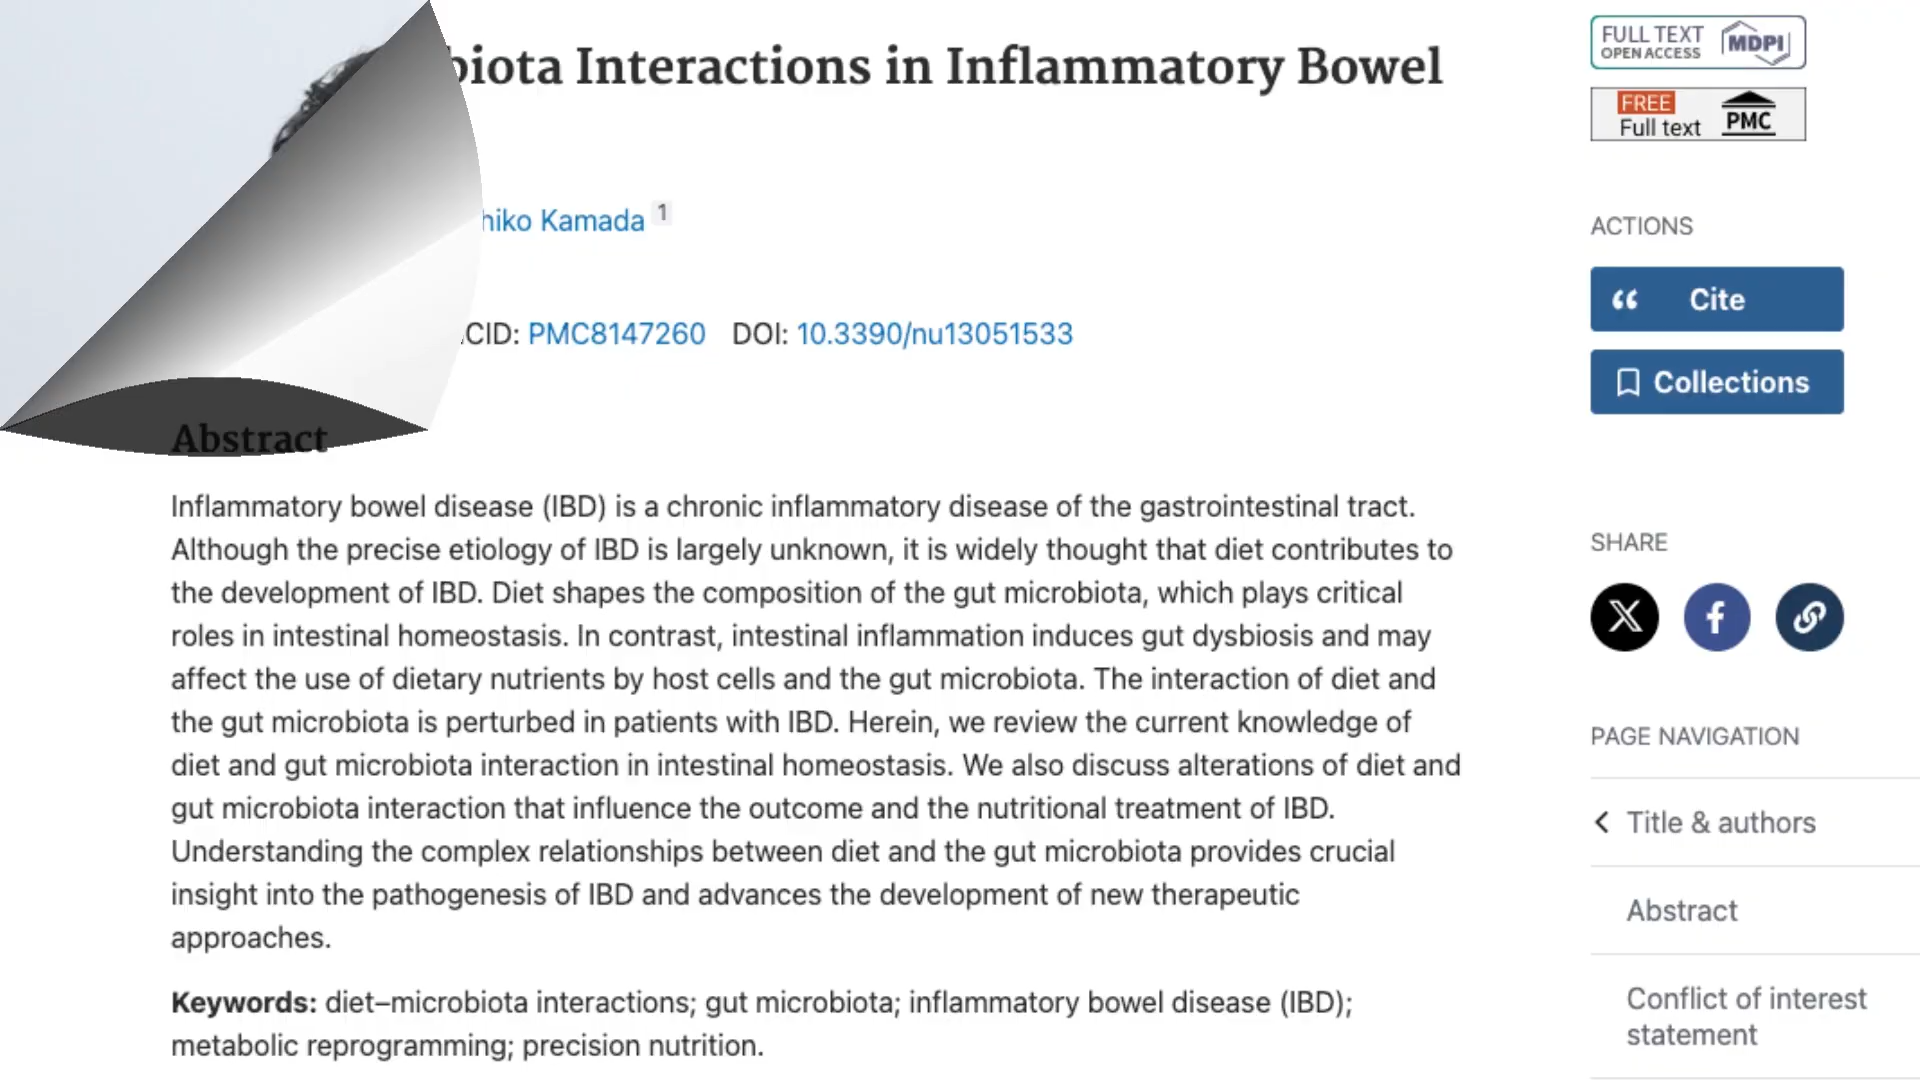 Interactions in Inflammatory Bowel
Kamada 1
PMC8147260 DOI: 10.3390/nu13051533
Abstract
Inflammatory bowel disease (IBD) is a chronic inflammatory disease of the gastrointestinal tract.
Although the precise etiology of IBD is largely unknown, it is widely thought that diet contributes to
the development of IBD. Diet shapes the composition of the gut microbiota, which plays critical
roles in intestinal homeostasis. In contrast, intestinal inflammation induces gut dysbiosis and may
affect the use of dietary nutrients by host cells and the gut microbiota. The interaction of diet and
the gut microbiota is perturbed in patients with IBD. Herein, we review the current knowledge of
diet and gut microbiota interaction in intestinal homeostasis. We also discuss alterations of diet and
gut microbiota interaction that influence the outcome and the nutritional treatment of IBD.
Understanding the complex relationships between diet and the gut microbiota provides crucial
insight into the pathogenesis of IBD and advances the development of new therapeutic
approaches.
Keywords: diet–microbiota interactions; gut microbiota; inflammatory bowel disease (IBD);
metabolic reprogramming; precision nutrition.
FULL TEXT
OPEN ACCESS
MDPI
FREE
Full text
PMC
ACTIONS
Cite
Collections
SHARE
PAGE NAVIGATION
Title & authors
Abstract
Conflict of interest
statement